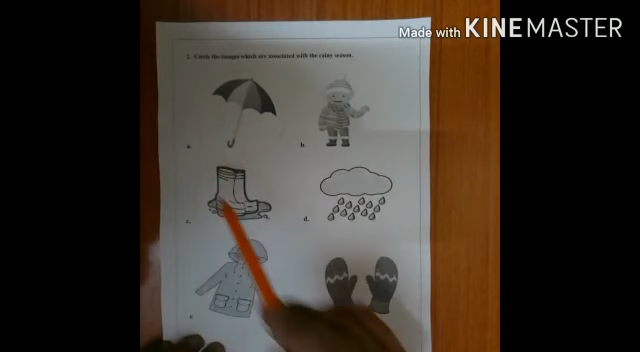 Made with KINEMASTER
2. Circle the images which are associated with the rainy season.
a.
b.
c.
d.
e.